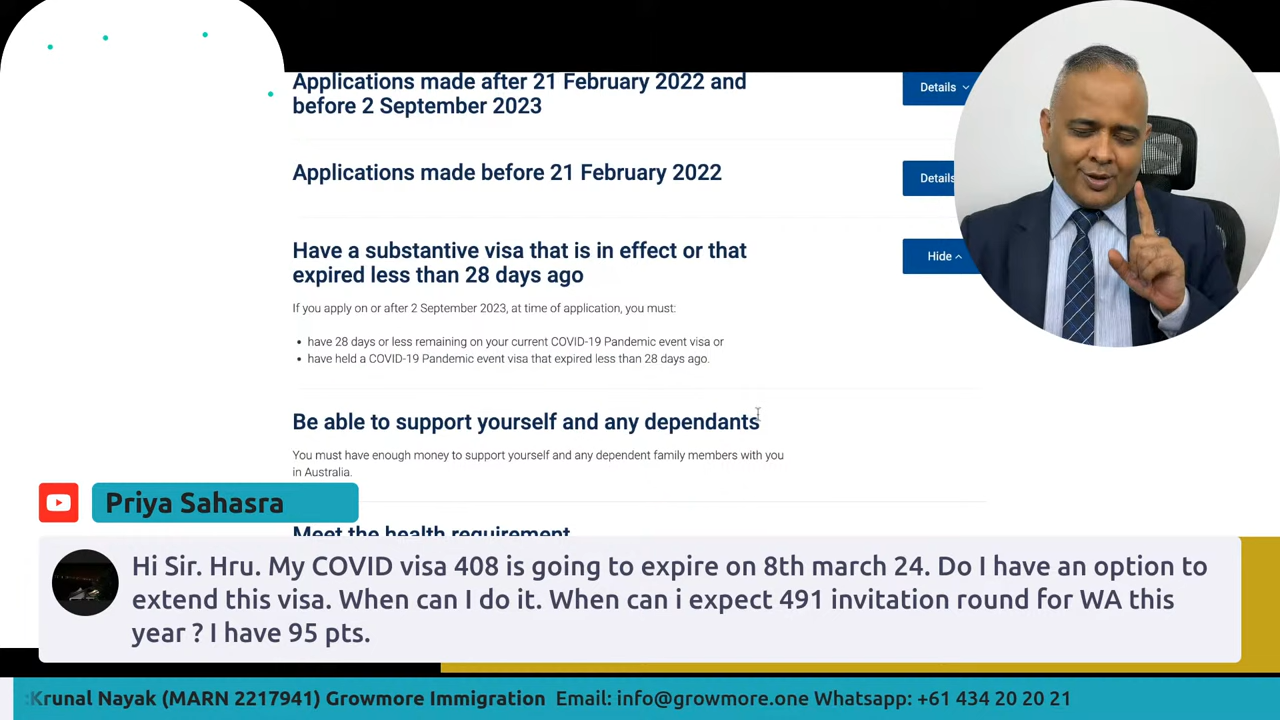 Applications made after 21 February 2022 and
before 2 September 2023
Details
Applications made before 21 February 2022
Details
Have a substantive visa that is in effect or that
expired less than 28 days ago
Hide
If you apply on or after 2 September 2023, at time of application, you must:
• have 28 days or less remaining on your current COVID-19 Pandemic event visa or
• have held a COVID-19 Pandemic event visa that expired less than 28 days ago.
Be able to support yourself and any dependants
You must have enough money to support yourself and any dependent family members with you
in Australia.
Meet the health requirement
Priya Sahasra
Hi Sir. Hru. My COVID visa 408 is going to expire on 8th march 24. Do I have an option to
extend this visa. When can I do it. When can i expect 491 invitation round for WA this
year ? I have 95 pts.
:Krunal Nayak (MARN 2217941) Growmore Immigration Email: info@growmore.one Whatsapp: +61 434 20 20 21